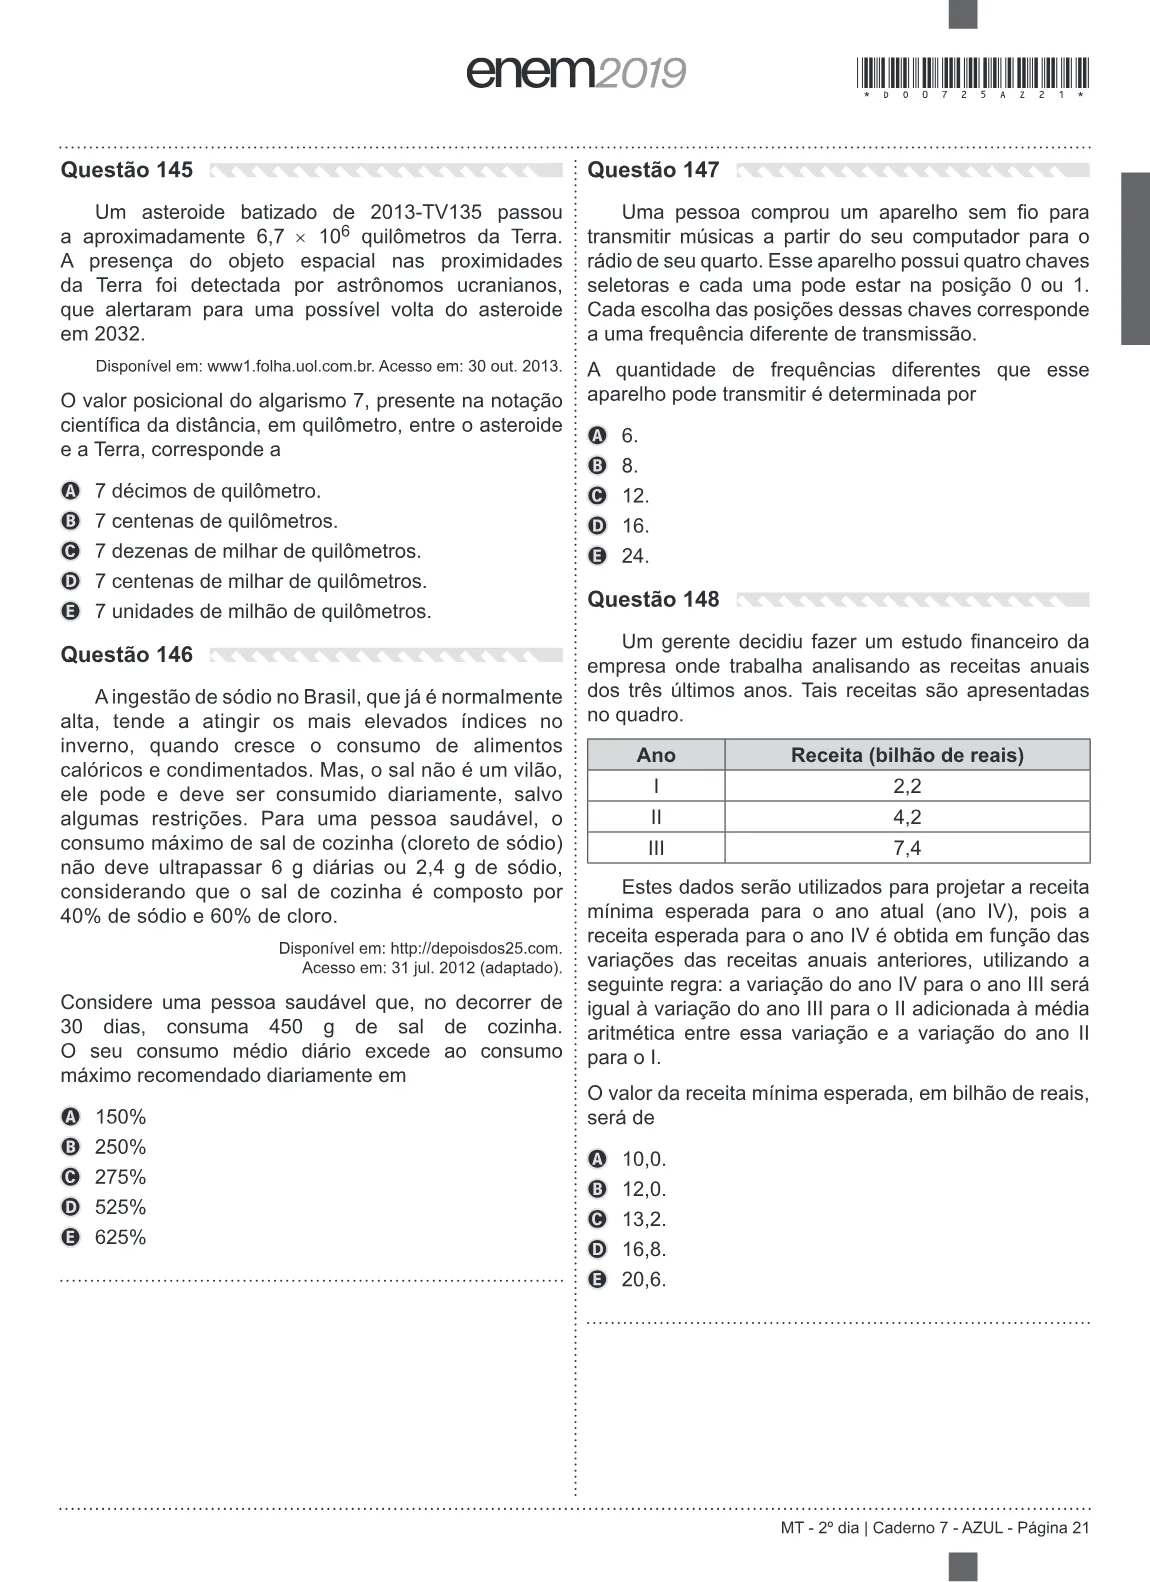 enem2019
*D00725AZ21*
Questão 145
Um asteroide batizado de 2013-TV135 passou
a aproximadamente 6,7 × 10⁶ quilômetros da Terra.
A presença do objeto espacial nas proximidades
da Terra foi detectada por astrônomos ucranianos,
que alertaram para uma possível volta do asteroide
em 2032.
Disponível em: www1.folha.uol.com.br. Acesso em: 30 out. 2013.
O valor posicional do algarismo 7, presente na notação
científica da distância, em quilômetro, entre o asteroide
e a Terra, corresponde a
A 7 décimos de quilômetro.
B 7 centenas de quilômetros.
C 7 dezenas de milhar de quilômetros.
D 7 centenas de milhar de quilômetros.
E 7 unidades de milhão de quilômetros.
Questão 146
A ingestão de sódio no Brasil, que já é normalmente
alta, tende a atingir os mais elevados índices no
inverno, quando cresce o consumo de alimentos
calóricos e condimentados. Mas, o sal não é um vilão,
ele pode e deve ser consumido diariamente, salvo
algumas restrições. Para uma pessoa saudável, o
consumo máximo de sal de cozinha (cloreto de sódio)
não deve ultrapassar 6 g diárias ou 2,4 g de sódio,
considerando que o sal de cozinha é composto por
40% de sódio e 60% de cloro.
Disponível em: http://depoisdos25.com.
Acesso em: 31 jul. 2012 (adaptado).
Considere uma pessoa saudável que, no decorrer de
30 dias, consuma 450 g de sal de cozinha.
O seu consumo médio diário excede ao consumo
máximo recomendado diariamente em
A 150%
B 250%
C 275%
D 525%
E 625%
Questão 147
Uma pessoa comprou um aparelho sem fio para
transmitir músicas a partir do seu computador para o
rádio de seu quarto. Esse aparelho possui quatro chaves
seletoras e cada uma pode estar na posição 0 ou 1.
Cada escolha das posições dessas chaves corresponde
a uma frequência diferente de transmissão.
A quantidade de frequências diferentes que esse
aparelho pode transmitir é determinada por
A 6.
B 8.
C 12.
D 16.
E 24.
Questão 148
Um gerente decidiu fazer um estudo financeiro da
empresa onde trabalha analisando as receitas anuais
dos três últimos anos. Tais receitas são apresentadas
no quadro.
Ano Receita (bilhão de reais)
I 2,2
II 4,2
III 7,4
Estes dados serão utilizados para projetar a receita
mínima esperada para o ano atual (ano IV), pois a
receita esperada para o ano IV é obtida em função das
variações das receitas anuais anteriores, utilizando a
seguinte regra: a variação do ano IV para o ano III será
igual à variação do ano III para o II adicionada à média
aritmética entre essa variação e a variação do ano II
para o I.
O valor da receita mínima esperada, em bilhão de reais,
será de
A 10,0.
B 12,0.
C 13,2.
D 16,8.
E 20,6.
MT - 2º dia | Caderno 7 - AZUL - Página 21